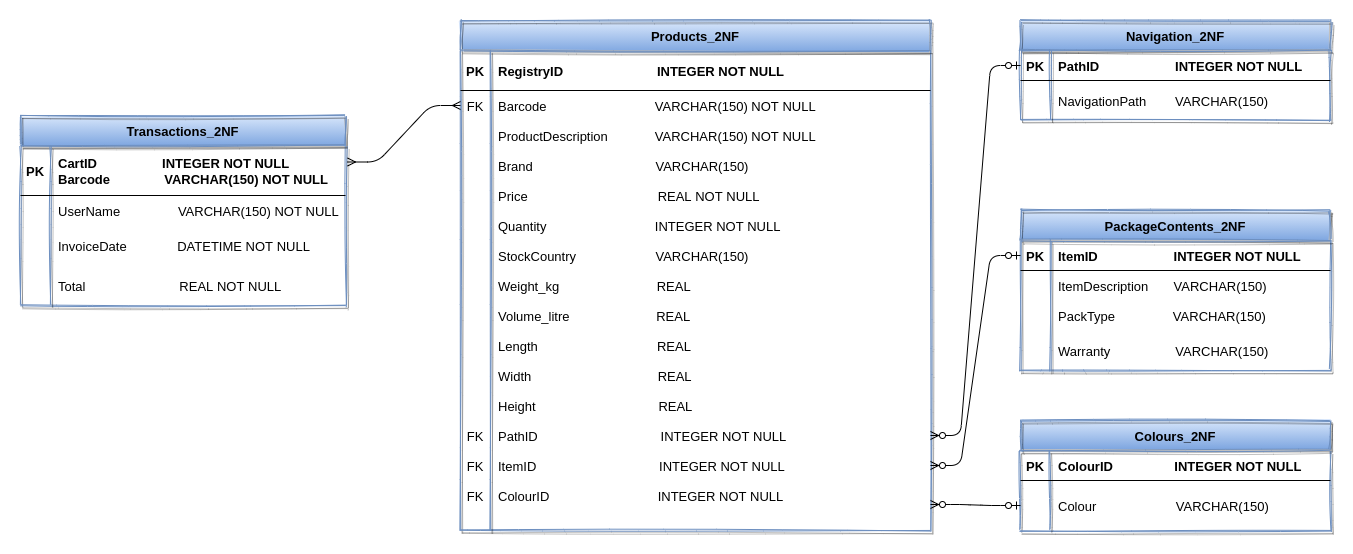 Transactions_2NF
PK CartID INTEGER NOT NULL
Barcode VARCHAR(150) NOT NULL
UserName VARCHAR(150) NOT NULL
InvoiceDate DATETIME NOT NULL
Total REAL NOT NULL
Products_2NF
PK RegistryID INTEGER NOT NULL
FK Barcode VARCHAR(150) NOT NULL
ProductDescription VARCHAR(150) NOT NULL
Brand VARCHAR(150)
Price REAL NOT NULL
Quantity INTEGER NOT NULL
StockCountry VARCHAR(150)
Weight_kg REAL
Volume_litre REAL
Length REAL
Width REAL
Height REAL
FK PathID INTEGER NOT NULL
FK ItemID INTEGER NOT NULL
FK ColourID INTEGER NOT NULL
Navigation_2NF
PK PathID INTEGER NOT NULL
NavigationPath VARCHAR(150)
PackageContents_2NF
PK ItemID INTEGER NOT NULL
ItemDescription VARCHAR(150)
PackType VARCHAR(150)
Warranty VARCHAR(150)
Colours_2NF
PK ColourID INTEGER NOT NULL
Colour VARCHAR(150)